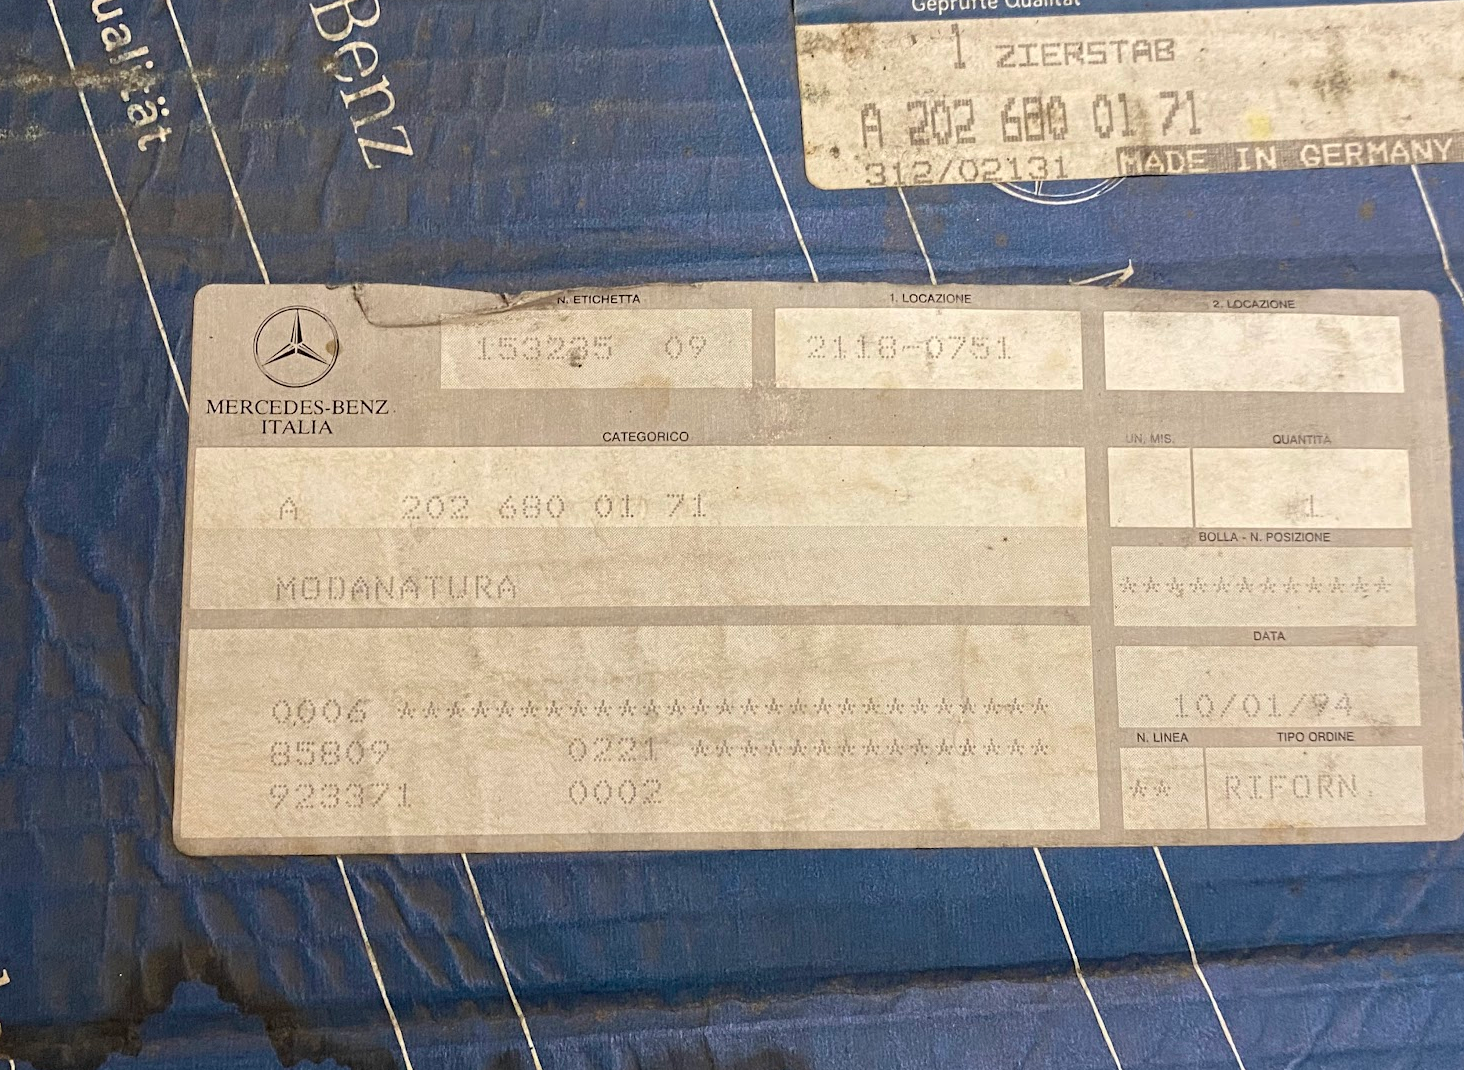 ualität
Benz
Geprüfte Qualität
1 ZIERSTAB
A 202 680 01 71
312/02131 MADE IN GERMANY
N. ETICHETTA 1. LOCAZIONE 2. LOCAZIONE
153235 09 2118-0751
MERCEDES-BENZ
ITALIA
CATEGORICO UN. MIS. QUANTITÀ
A 202 680 01 71 1
BOLLA - N. POSIZIONE
MODANATURA ************
DATA
0006 ***************************
10/01/94
N. LINEA TIPO ORDINE
85809 0221 ***************
923371 0002 ** RIFORN.